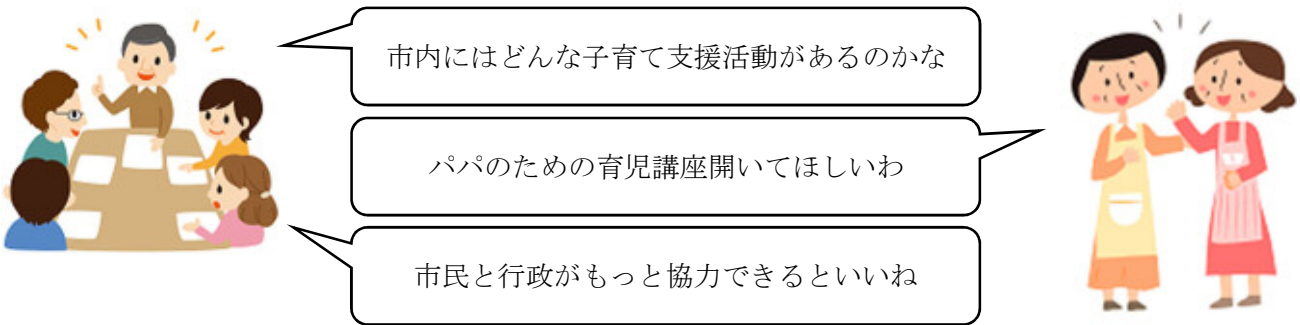 市内にはどんな子育て支援活動があるのかな
パパのための育児講座開いてほしいわ
市民と行政がもっと協力できるといいね